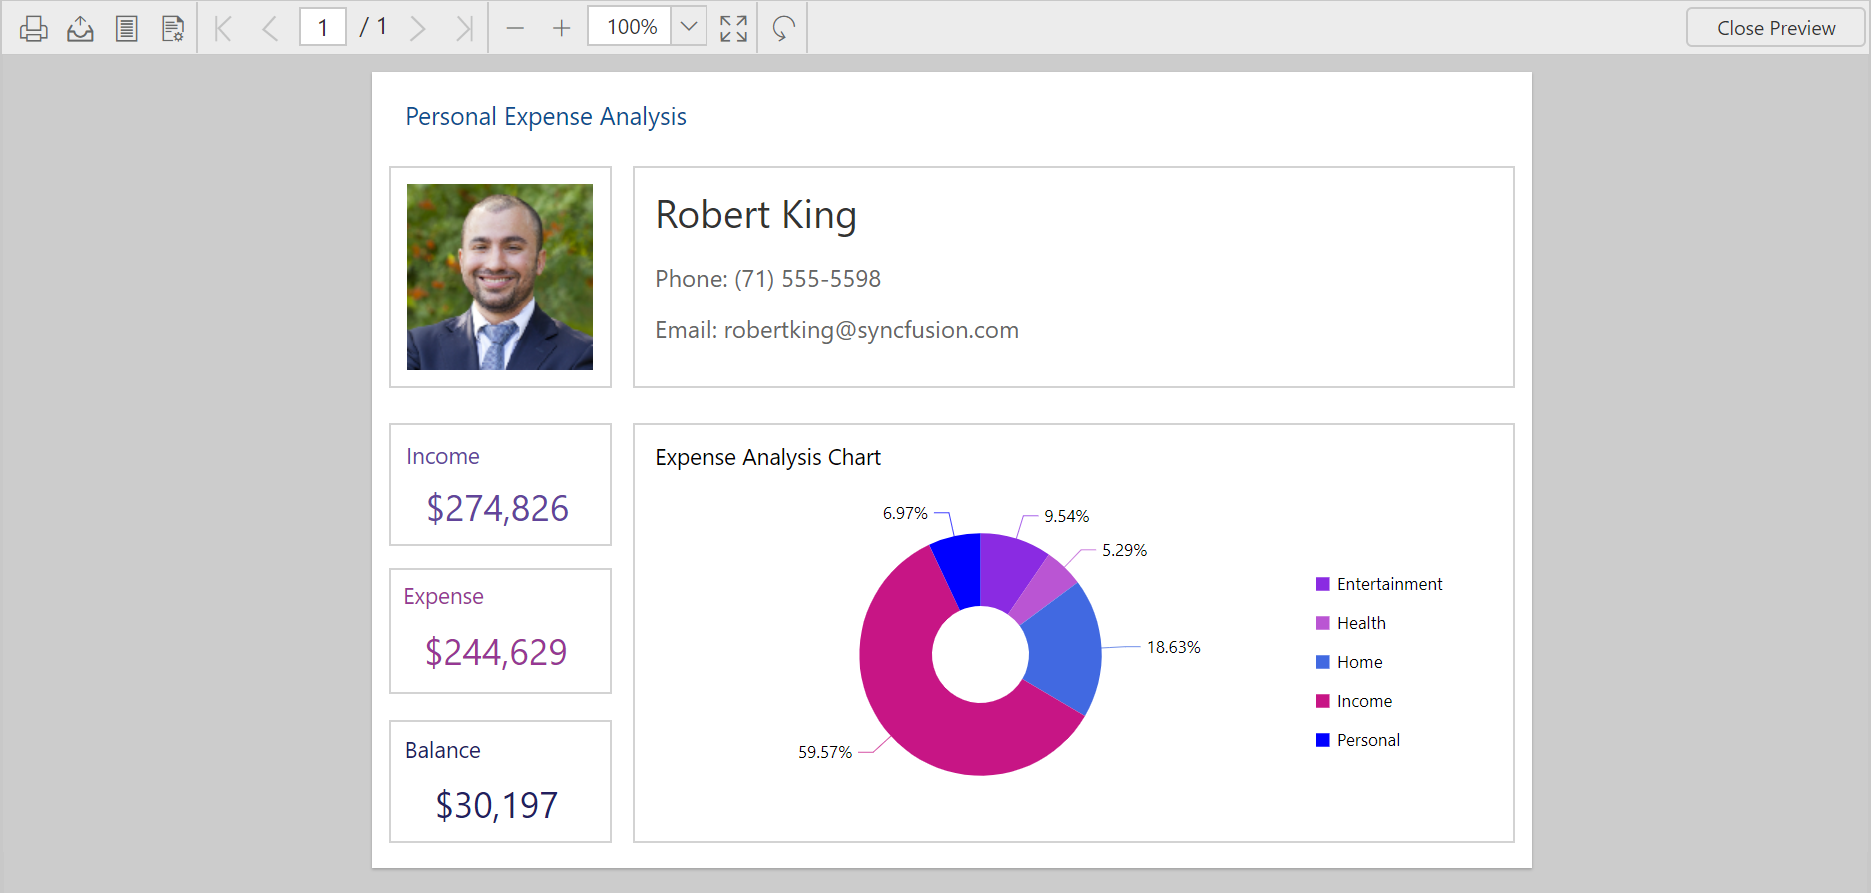 1 / 1 100% Close Preview
Personal Expense Analysis
Robert King
Phone: (71) 555-5598
Email: robertking@syncfusion.com
Income
$274,826
Expense
$244,629
Balance
$30,197
Expense Analysis Chart
6.97%
9.54%
5.29%
18.63%
59.57%
Entertainment
Health
Home
Income
Personal